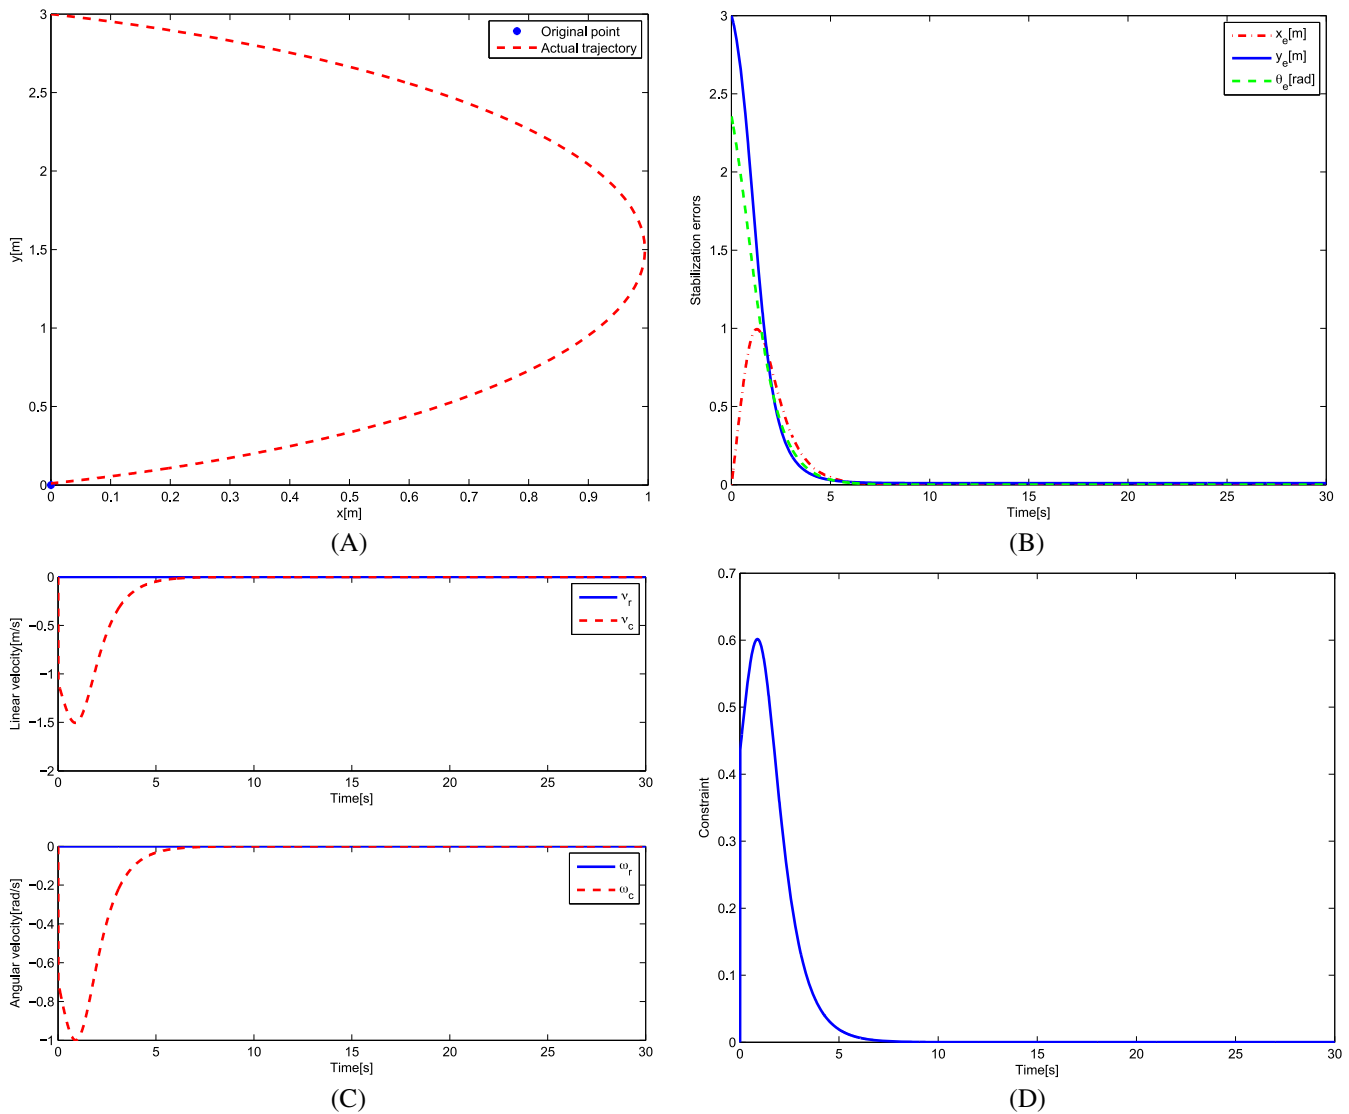 3
2.5
2
1.5
1
0.5
0
y[m]
Original point
Actual trajectory
0 0.1 0.2 0.3 0.4 0.5 0.6 0.7 0.8 0.9 1
x[m]
(A)
3
2.5
2
1.5
1
0.5
0
Stabilization errors
x_e[m]
y_e[m]
θ_e[rad]
0 5 10 15 20 25 30
Time[s]
(B)
0
−0.5
−1
−1.5
−2
Linear velocity[m/s]
ν_r
ν_c
0 5 10 15 20 25 30
Time[s]
0
−0.2
−0.4
−0.6
−0.8
−1
Angular velocity[rad/s]
ω_r
ω_c
0 5 10 15 20 25 30
Time[s]
(C)
0.7
0.6
0.5
0.4
0.3
0.2
0.1
0
Constraint
0 5 10 15 20 25 30
Time[s]
(D)